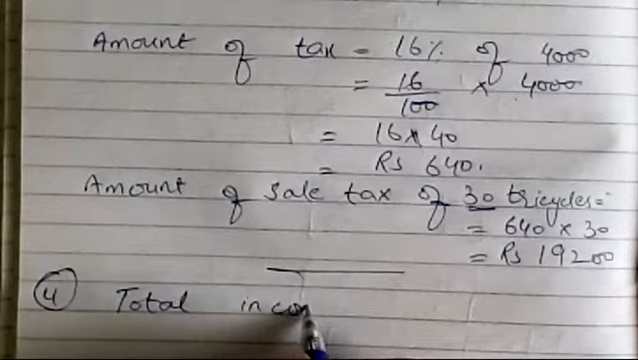 Amount of tax = 16% of 4000
= 16/100 × 4000
= 16 × 40
= Rs 640.
Amount of sale tax of 30 tricycles =
= 640 × 30
= Rs 19200
4 Total incom